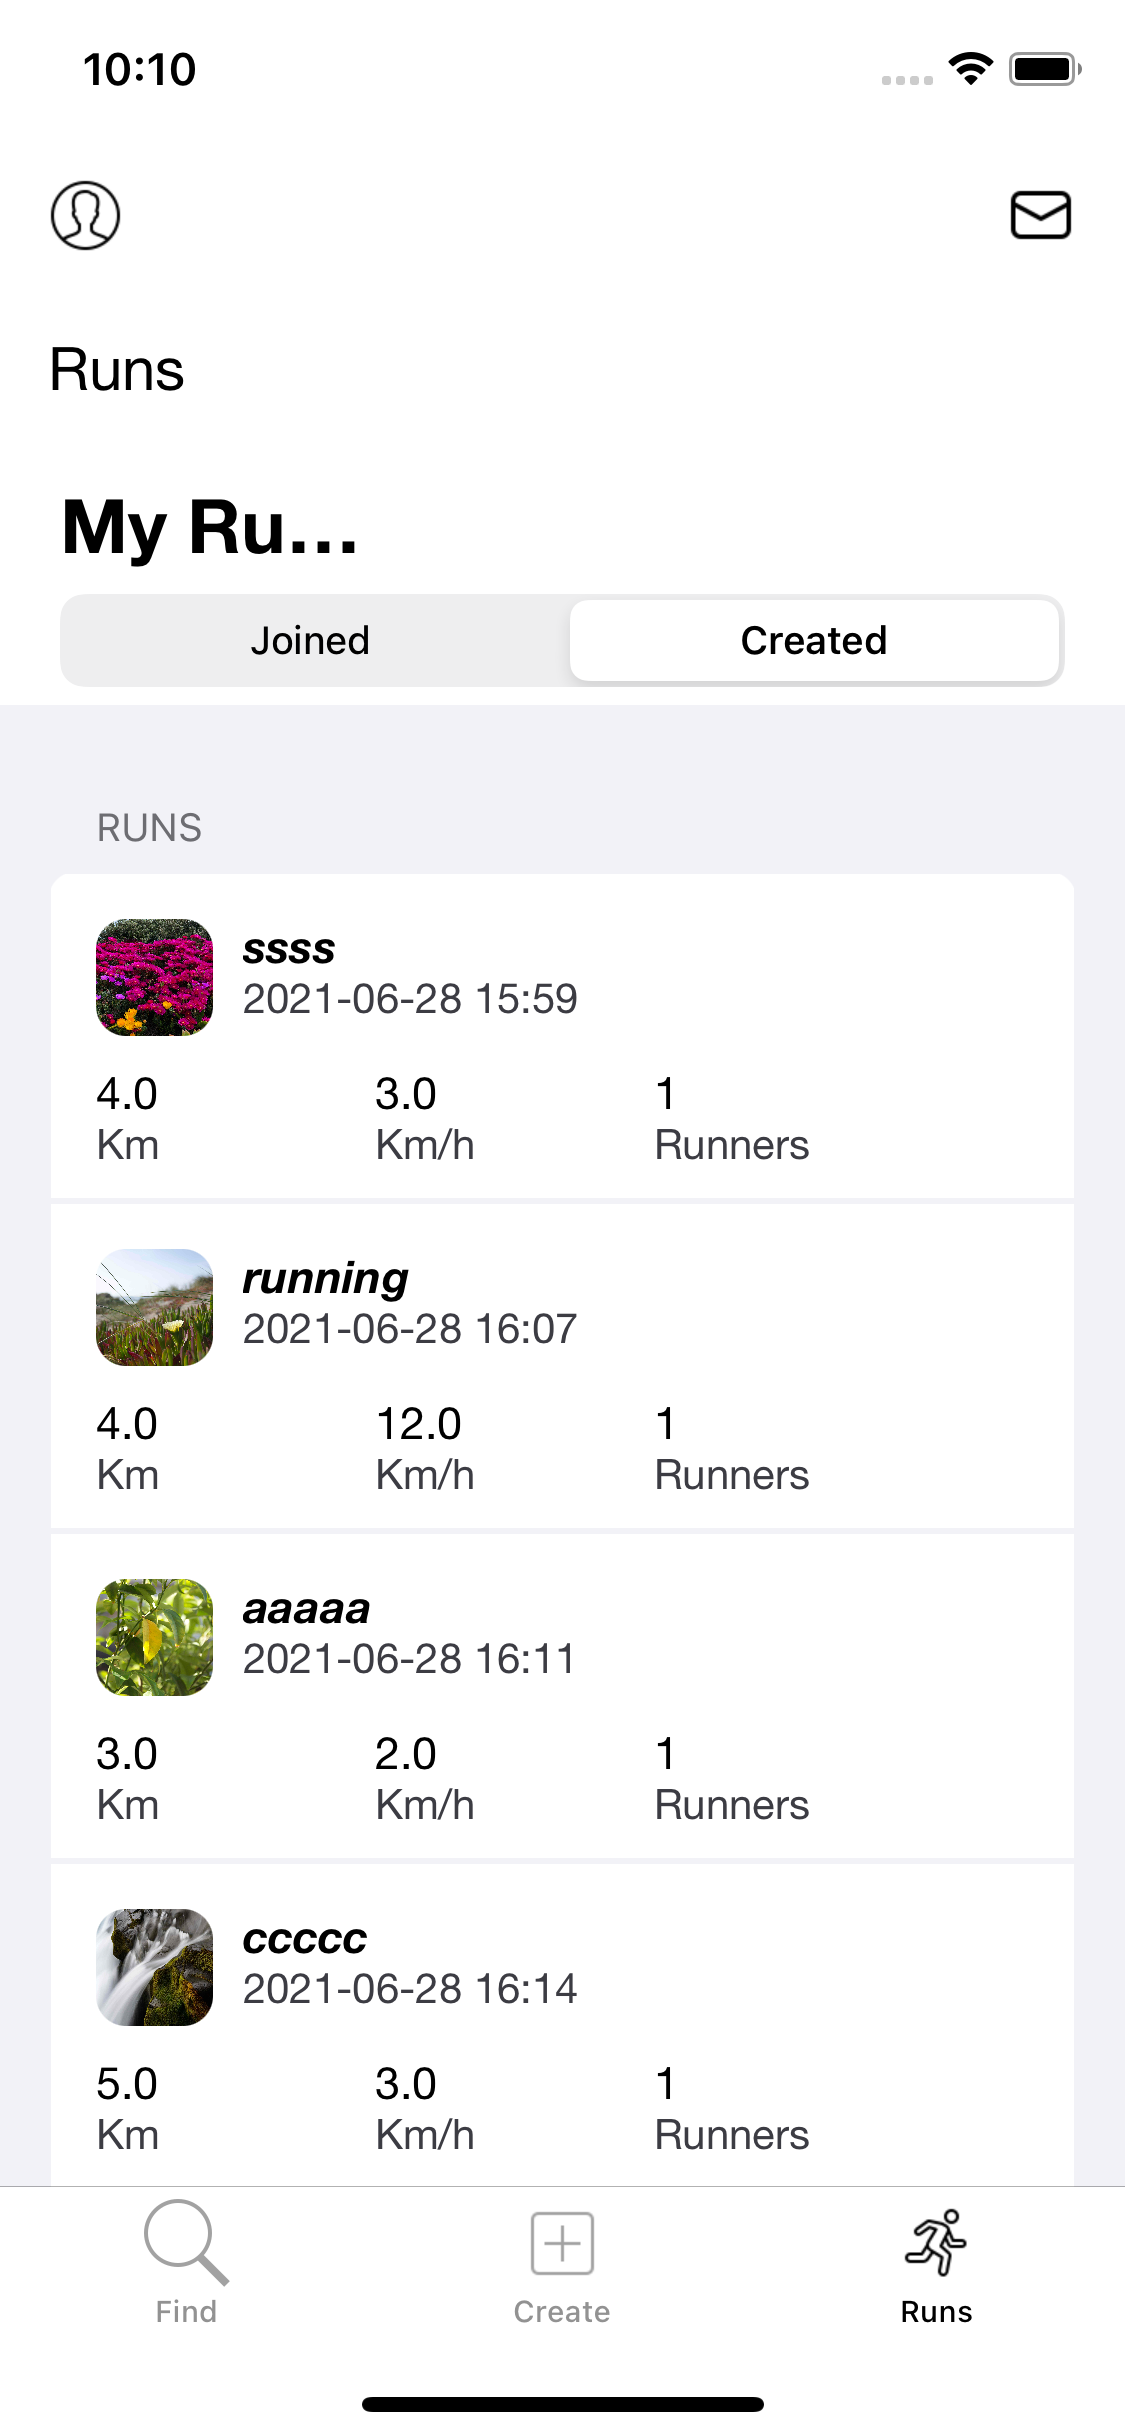 10:10
Runs
My Ru...
Joined Created
RUNS
ssss
2021-06-28 15:59
4.0 3.0 1
Km Km/h Runners
running
2021-06-28 16:07
4.0 12.0 1
Km Km/h Runners
aaaaa
2021-06-28 16:11
3.0 2.0 1
Km Km/h Runners
ccccc
2021-06-28 16:14
5.0 3.0 1
Km Km/h Runners
Find Create Runs